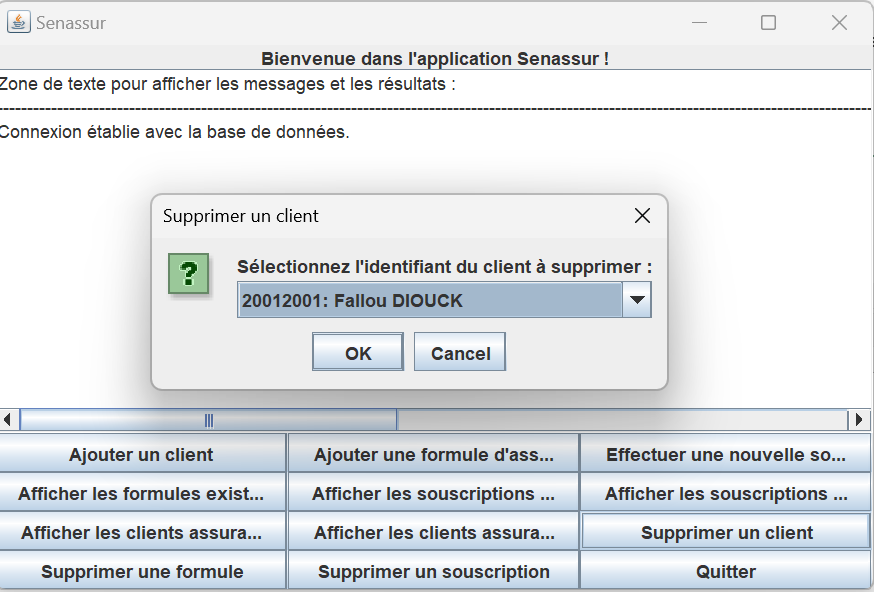 Senassur
Bienvenue dans l'application Senassur !
Zone de texte pour afficher les messages et les résultats :
Connexion établie avec la base de données.
Supprimer un client
Sélectionnez l'identifiant du client à supprimer :
20012001: Fallou DIOUCK
OK Cancel
Ajouter un client Ajouter une formule d'ass... Effectuer une nouvelle so...
Afficher les formules exist... Afficher les souscriptions ... Afficher les souscriptions ...
Afficher les clients assura... Afficher les clients assura... Supprimer un client
Supprimer une formule Supprimer un souscription Quitter